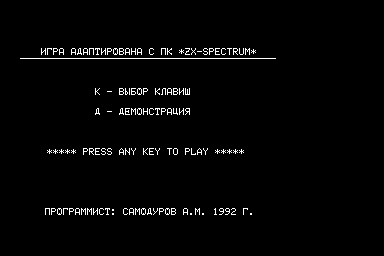 ИГРА АДАПТИРОВАНА С ПК *ZX-SPECTRUM*
К - ВЫБОР КЛАВИШ
Д - ДЕМОНСТРАЦИЯ
***** PRESS ANY KEY TO PLAY *****
ПРОГРАММИСТ: САМОДУРОВ А.М. 1992 Г.